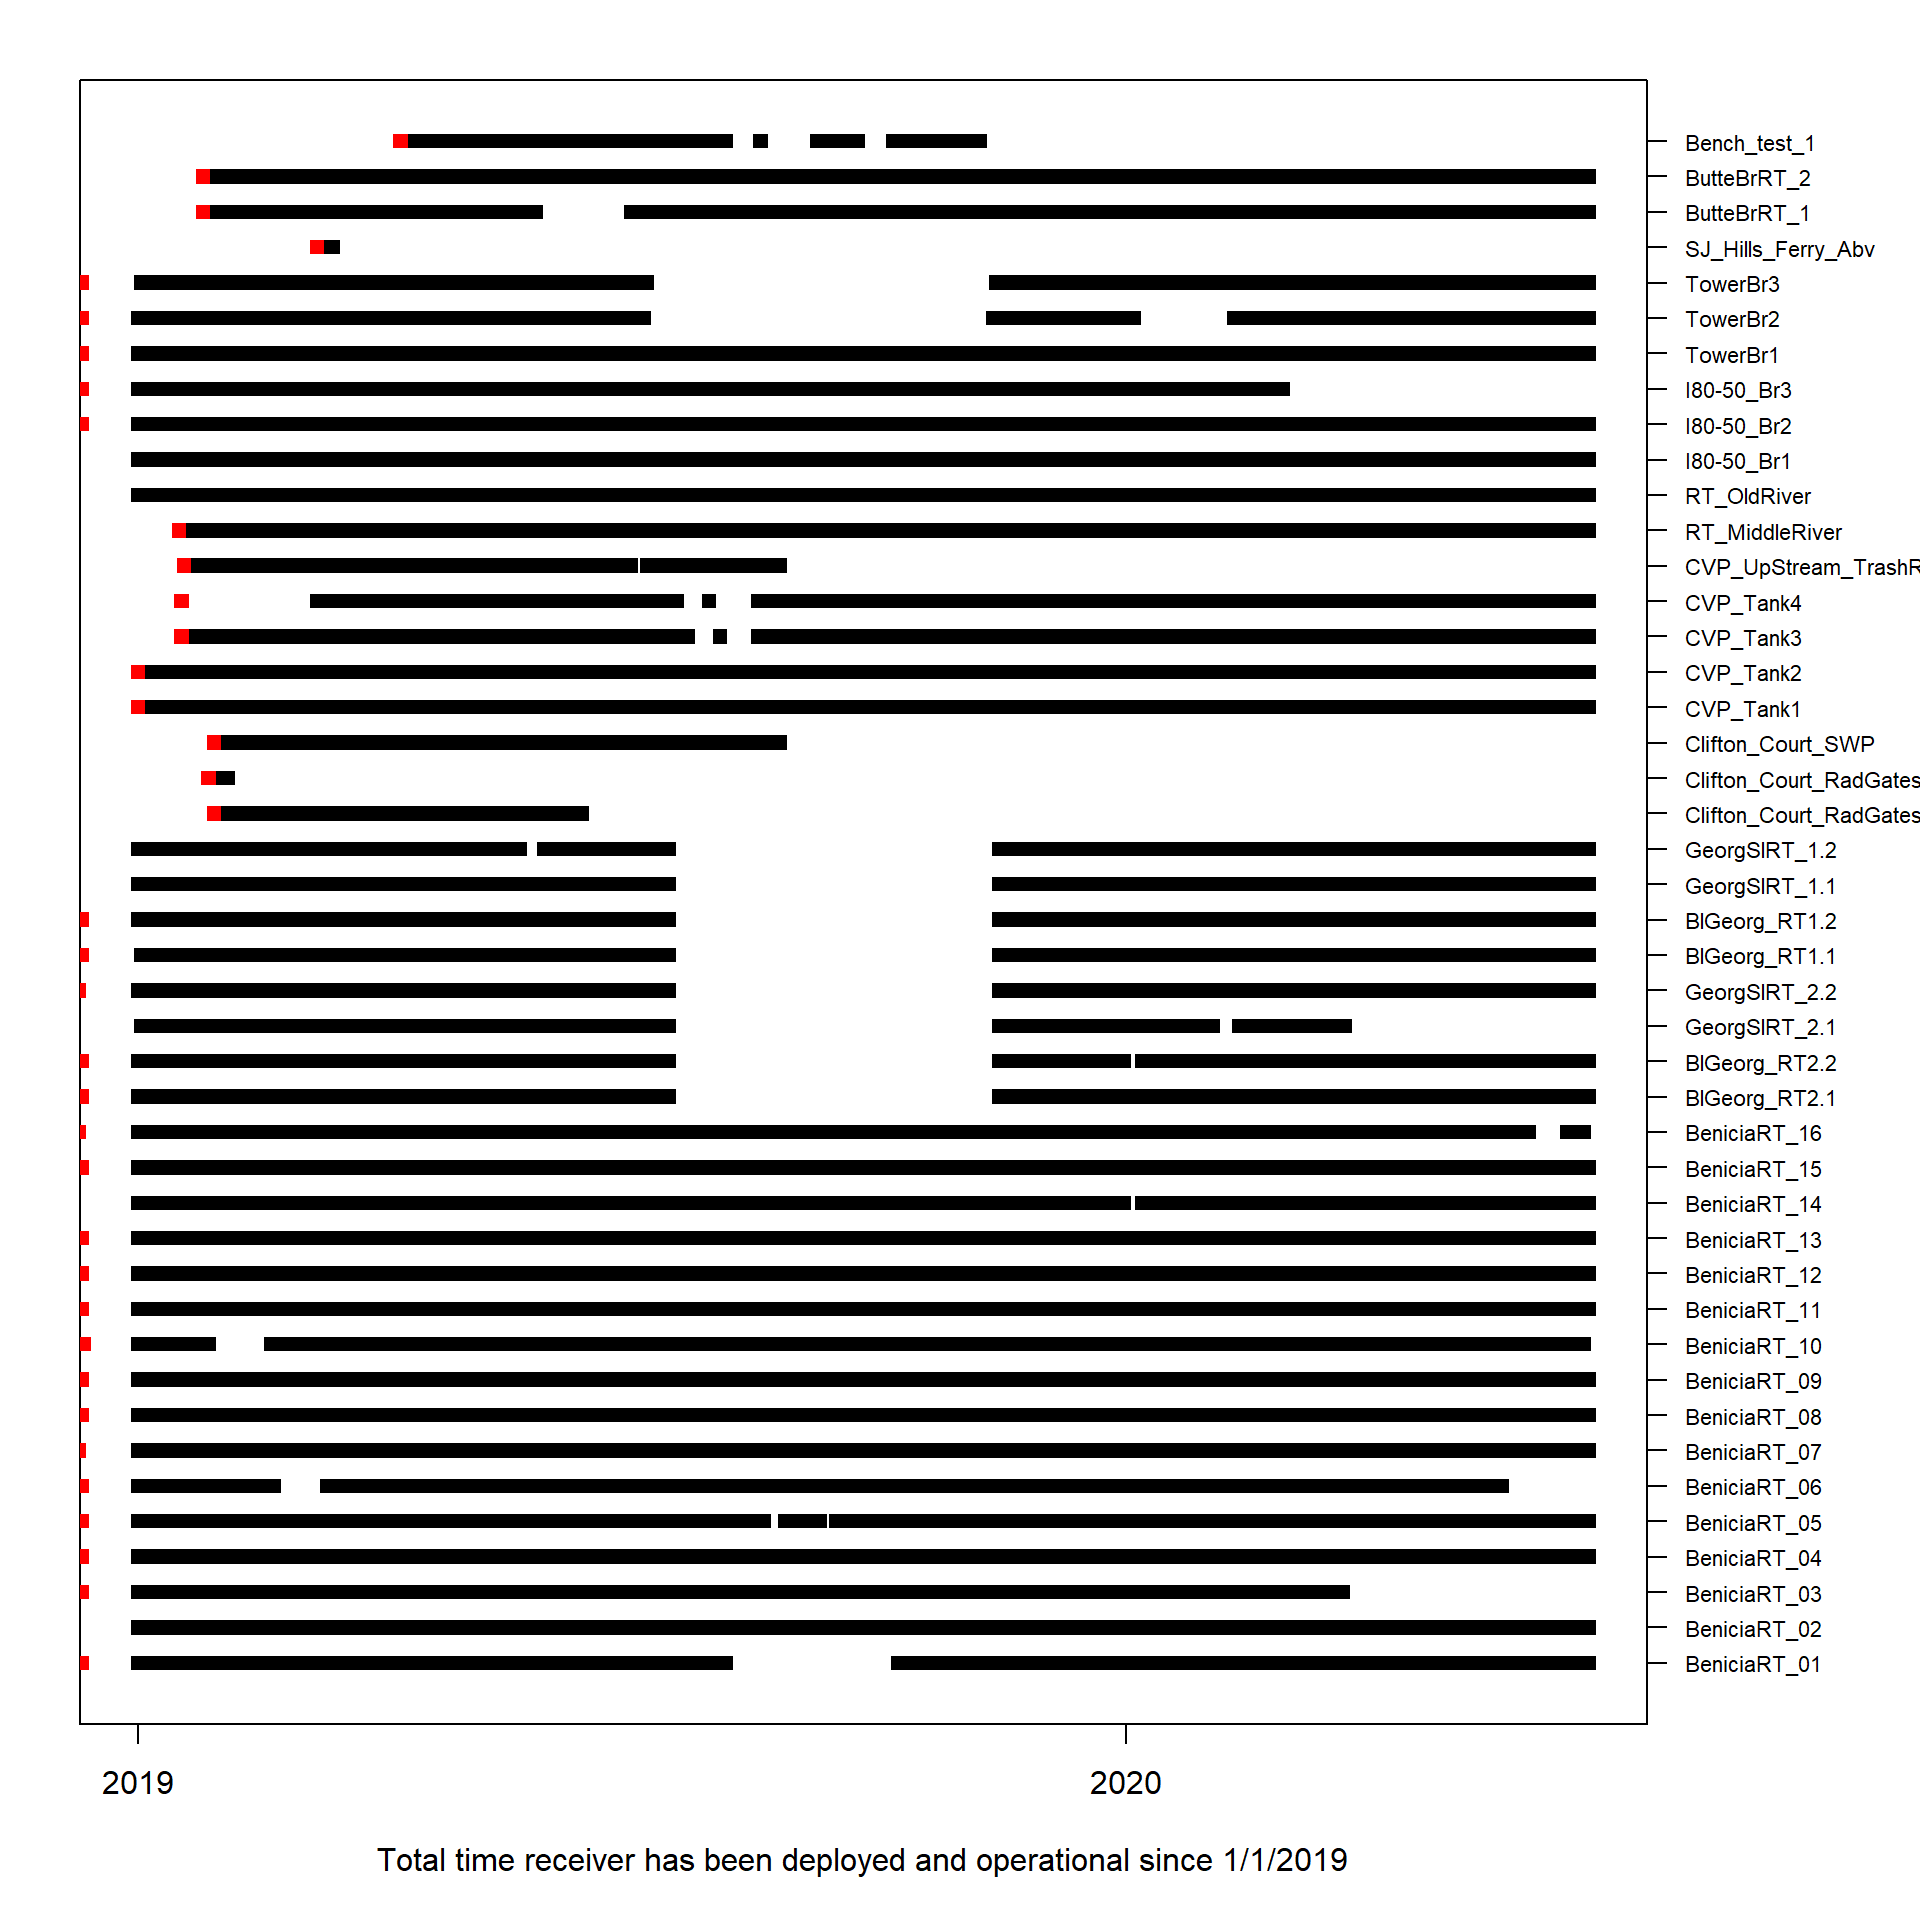 Bench_test_1
ButteBrRT_2
ButteBrRT_1
SJ_Hills_Ferry_Abv
TowerBr3
TowerBr2
TowerBr1
I80-50_Br3
I80-50_Br2
I80-50_Br1
RT_OldRiver
RT_MiddleRiver
CVP_UpStream_TrashR
CVP_Tank4
CVP_Tank3
CVP_Tank2
CVP_Tank1
Clifton_Court_SWP
Clifton_Court_RadGates
Clifton_Court_RadGates
GeorgSlRT_1.2
GeorgSlRT_1.1
BlGeorg_RT1.2
BlGeorg_RT1.1
GeorgSlRT_2.2
GeorgSlRT_2.1
BlGeorg_RT2.2
BlGeorg_RT2.1
BeniciaRT_16
BeniciaRT_15
BeniciaRT_14
BeniciaRT_13
BeniciaRT_12
BeniciaRT_11
BeniciaRT_10
BeniciaRT_09
BeniciaRT_08
BeniciaRT_07
BeniciaRT_06
BeniciaRT_05
BeniciaRT_04
BeniciaRT_03
BeniciaRT_02
BeniciaRT_01
2019 2020
Total time receiver has been deployed and operational since 1/1/2019